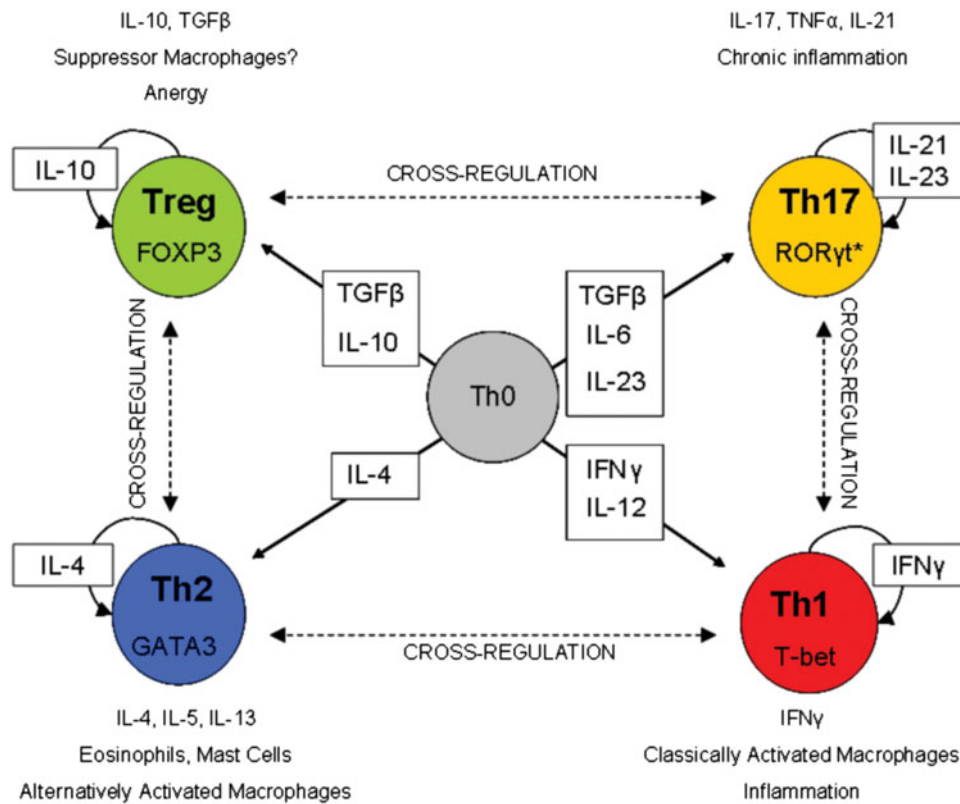 IL-10, TGFβ
Suppressor Macrophages?
Anergy
IL-17, TNFα, IL-21
Chronic inflammation
IL-10
Treg
FOXP3
CROSS-REGULATION
IL-21
IL-23
Th17
RORγt*
TGFβ
IL-10
TGFβ
IL-6
IL-23
CROSS-REGULATION
Th0
CROSS-REGULATION
IL-4
IFNγ
IL-12
IL-4
Th2
GATA3
CROSS-REGULATION
Th1
T-bet
IFNγ
IL-4, IL-5, IL-13
Eosinophils, Mast Cells
Alternatively Activated Macrophages
IFNγ
Classically Activated Macrophages
Inflammation